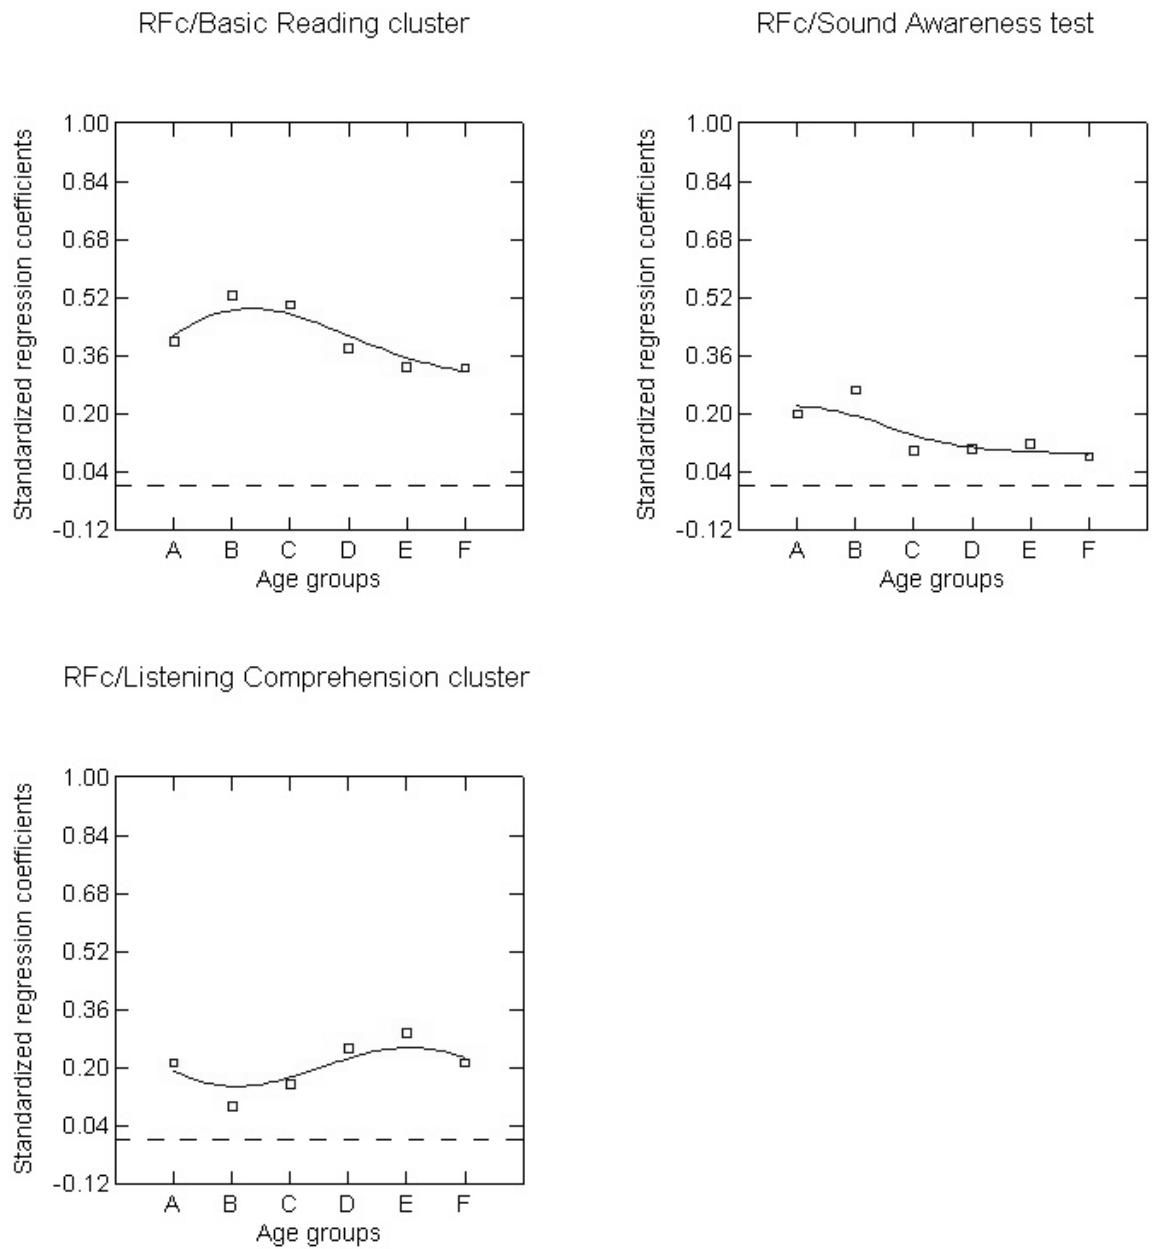 RFc/Basic Reading cluster
Standardized regression coefficients
1.00
0.84
0.68
0.52
0.36
0.20
0.04
-0.12
A B C D E F
Age groups
RFc/Sound Awareness test
Standardized regression coefficients
1.00
0.84
0.68
0.52
0.36
0.20
0.04
-0.12
A B C D E F
Age groups
RFc/Listening Comprehension cluster
Standardized regression coefficients
1.00
0.84
0.68
0.52
0.36
0.20
0.04
-0.12
A B C D E F
Age groups